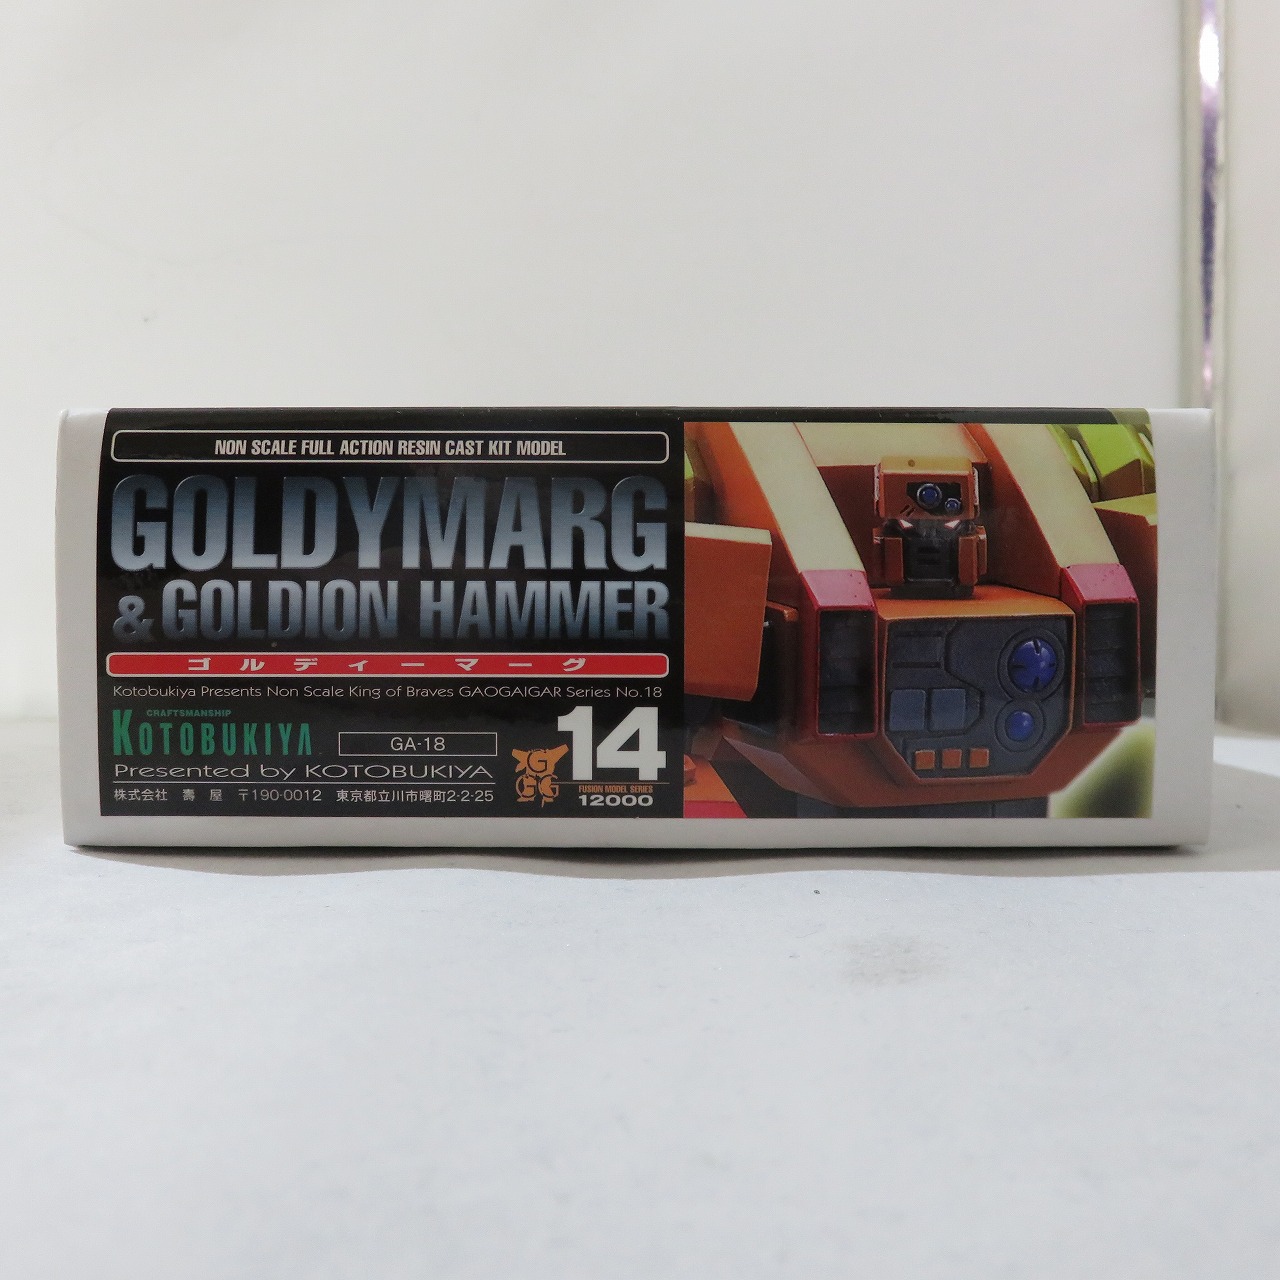 NON SCALE FULL ACTION RESIN CAST KIT MODEL
GOLDYMARG
& GOLDION HAMMER
ゴルディーマーグ
Kotobukiya Presents Non Scale King of Braves GAOGAIGAR Series No.18
CRAFTSMANSHIP
KOTOBUKIYA
GA-18
Presented by KOTOBUKIYA
株式会社 壽屋 〒190-0012 東京都立川市曙町2-2-25
GGG
14
FUSION MODEL SERIES
12000